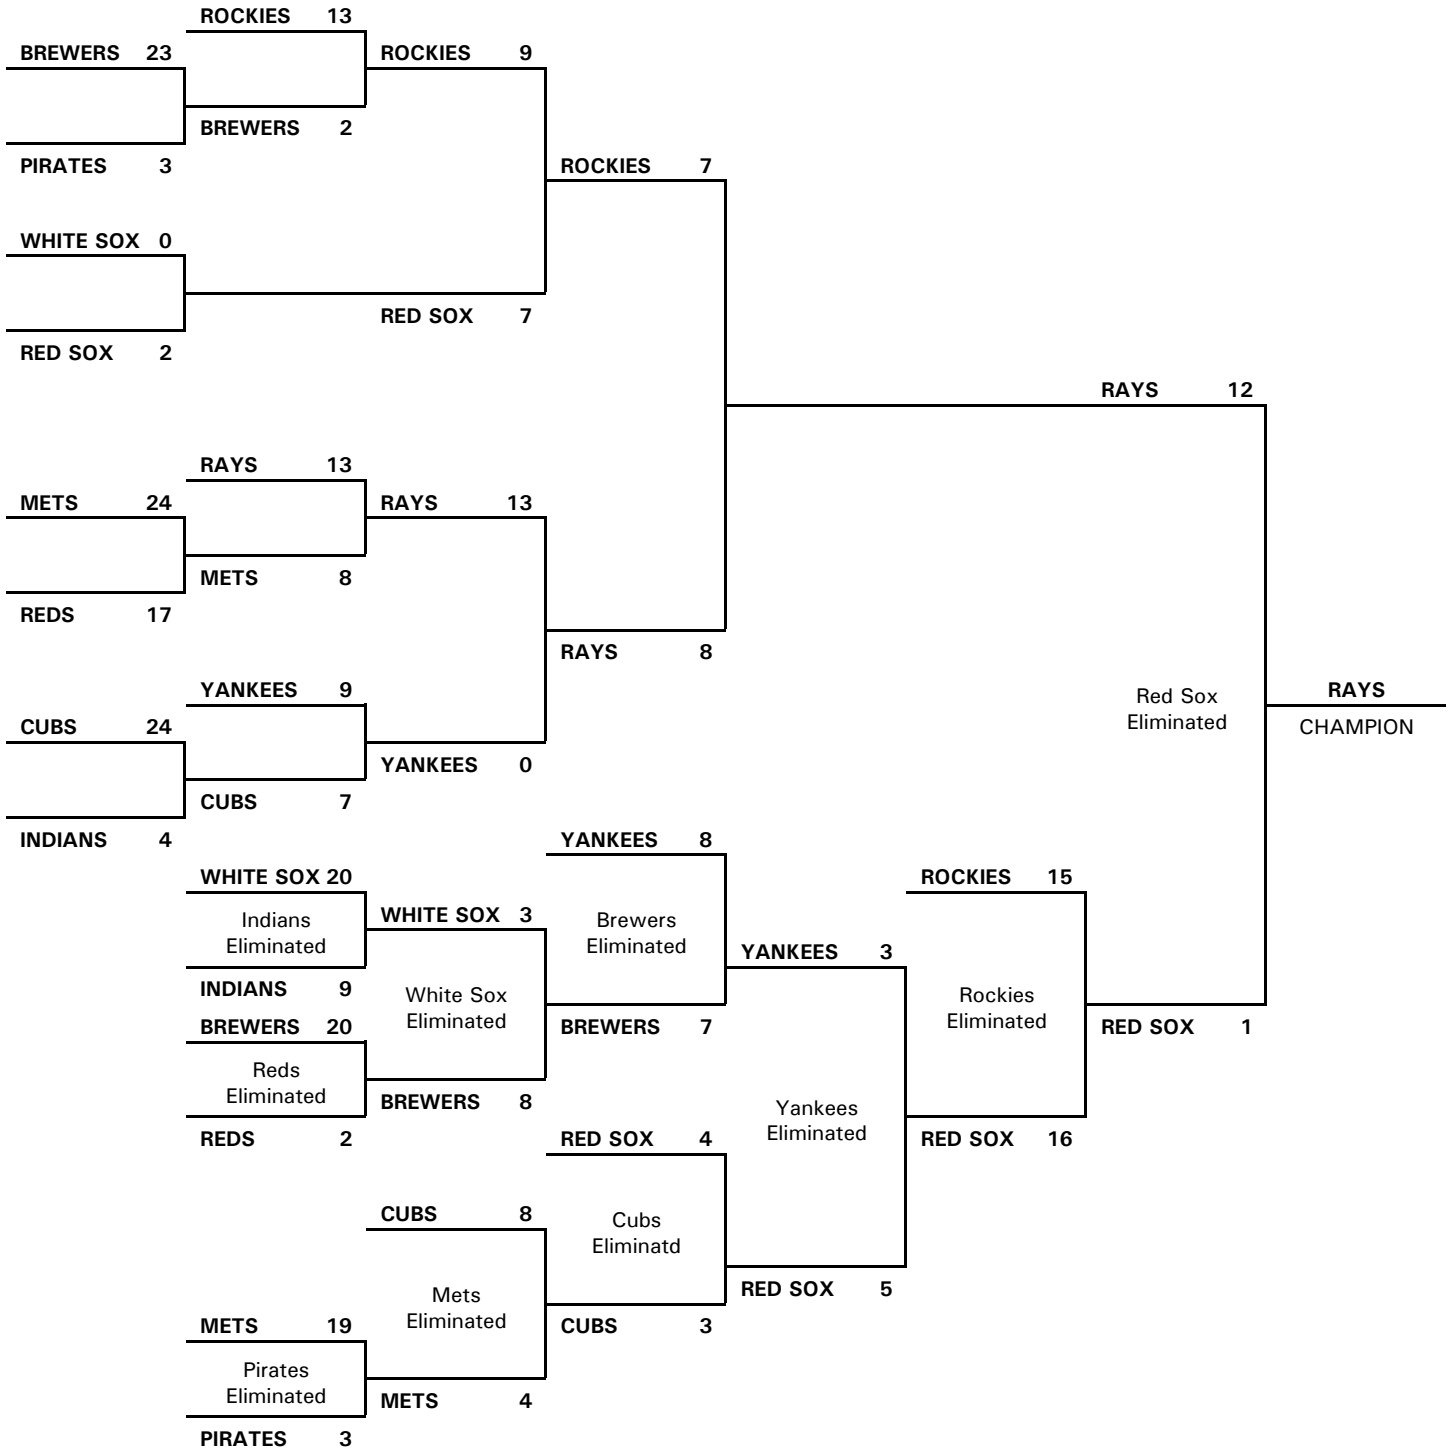 ROCKIES 13
BREWERS 23
ROCKIES 9
BREWERS 2
PIRATES 3
ROCKIES 7
WHITE SOX 0
RED SOX 7
RED SOX 2
RAYS 12
RAYS 13
METS 24
RAYS 13
METS 8
REDS 17
RAYS 8
YANKEES 9
Red Sox
Eliminated
RAYS
CHAMPION
CUBS 24
YANKEES 0
CUBS 7
INDIANS 4
YANKEES 8
WHITE SOX 20
ROCKIES 15
Indians
Eliminated
WHITE SOX 3
Brewers
Eliminated
YANKEES 3
INDIANS 9
White Sox
Eliminated
Rockies
Eliminated
BREWERS 20
BREWERS 7
RED SOX 1
Reds
Eliminated
BREWERS 8
Yankees
Eliminated
REDS 2
RED SOX 4
RED SOX 16
CUBS 8
Cubs
Eliminatd
RED SOX 5
Mets
Eliminated
METS 19
CUBS 3
Pirates
Eliminated
METS 4
PIRATES 3